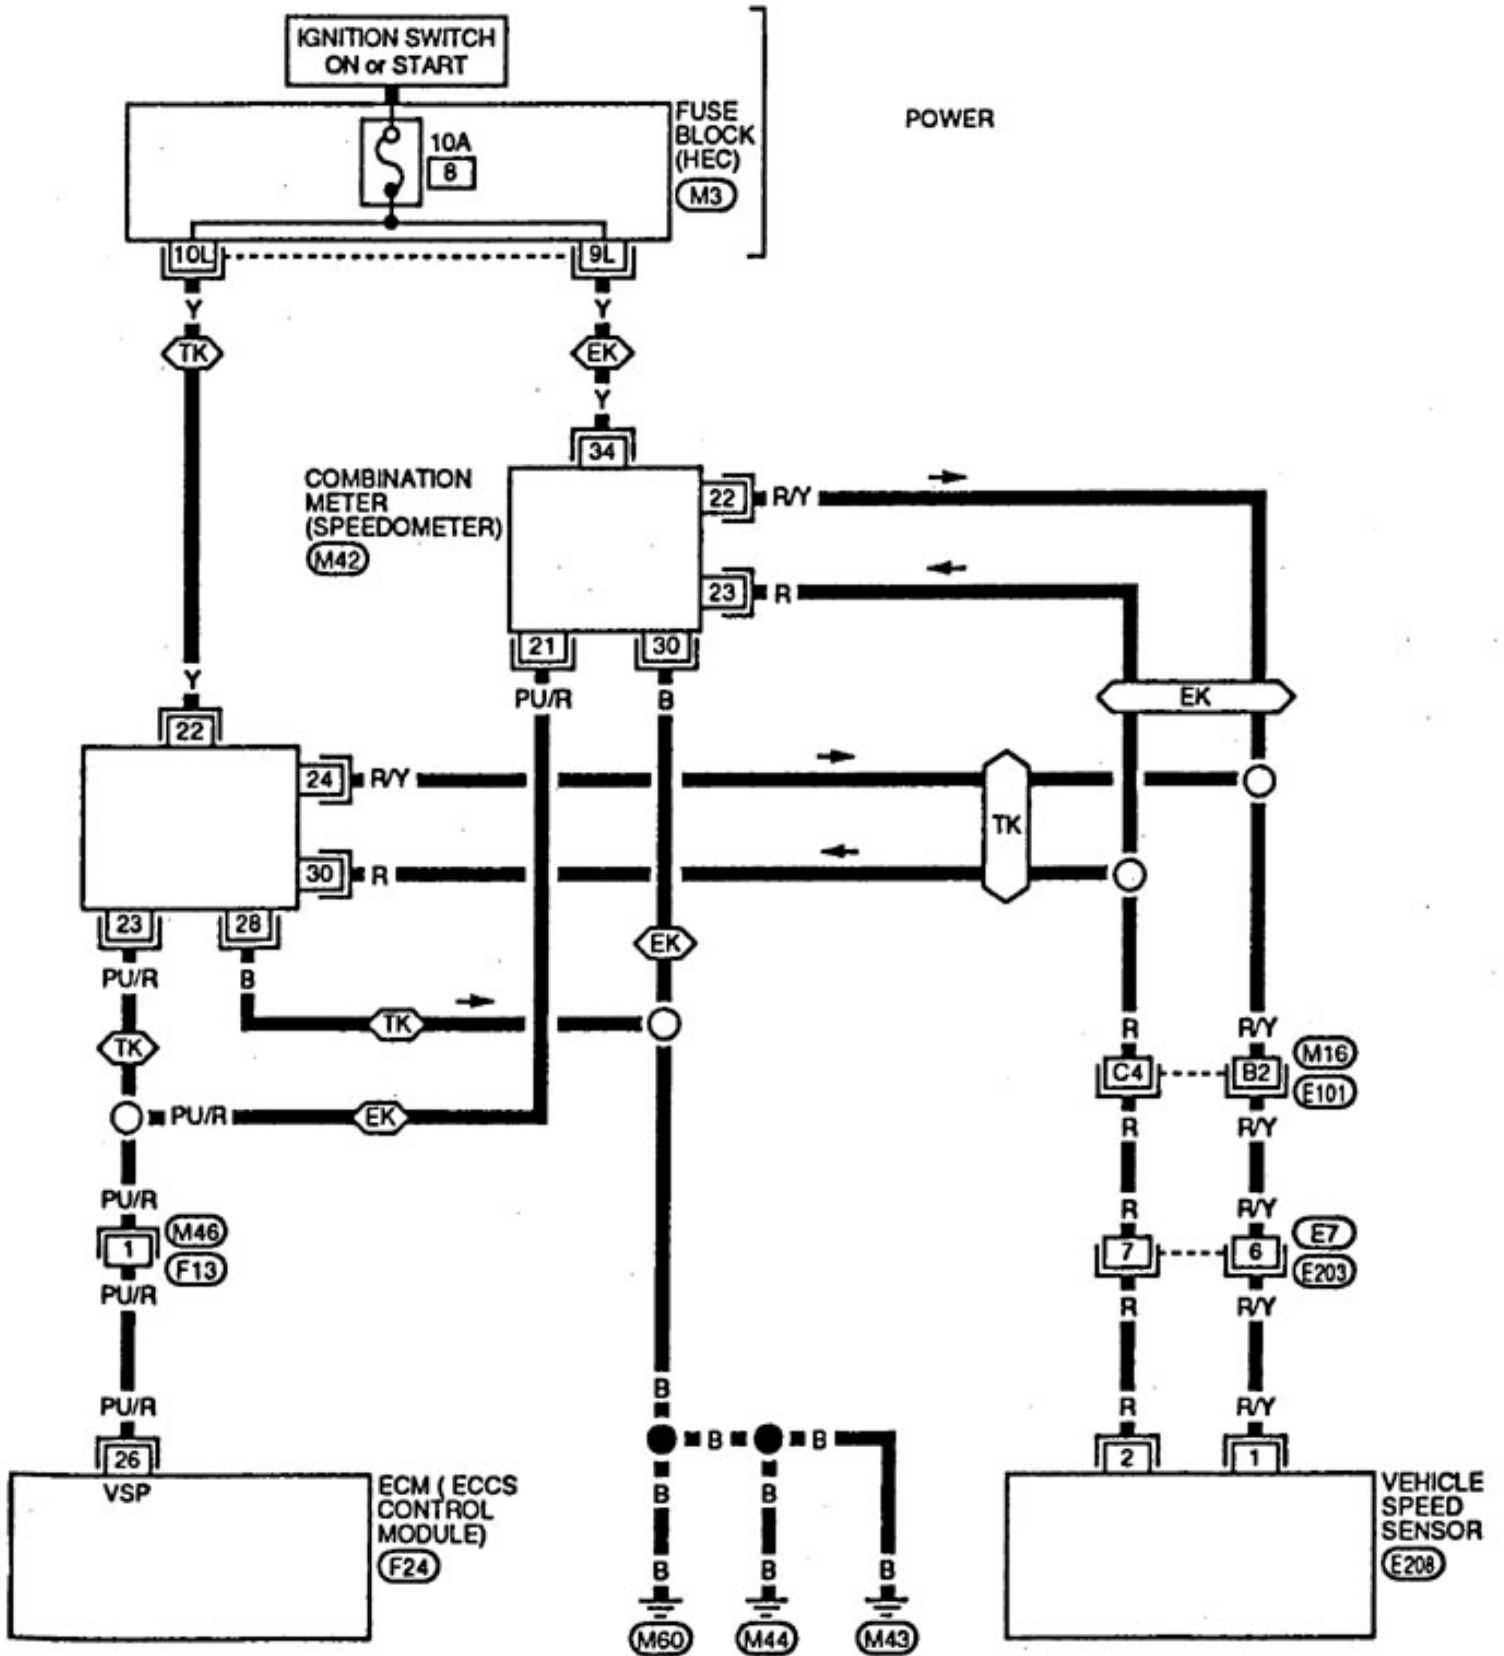 IGNITION SWITCH
ON or START
FUSE
BLOCK
(HEC)
M3
POWER
10A
8
10L
9L
Y
Y
TK
EK
Y
34
COMBINATION
METER
(SPEEDOMETER)
M42
22
R/Y
23
R
21
30
PU/R
B
EK
Y
22
24
R/Y
TK
30
R
23
28
EK
PU/R
B
TK
TK
R
R/Y
C4
B2
M16
E101
PU/R
EK
R
R/Y
PU/R
1
M46
F13
PU/R
R
R/Y
7
6
E7
E203
R
R/Y
B
PU/R
R
R/Y
B
B
26
VSP
ECM ( ECCS
CONTROL
MODULE)
F24
2
1
VEHICLE
SPEED
SENSOR
E208
B
B
B
B
B
M60
M44
M43